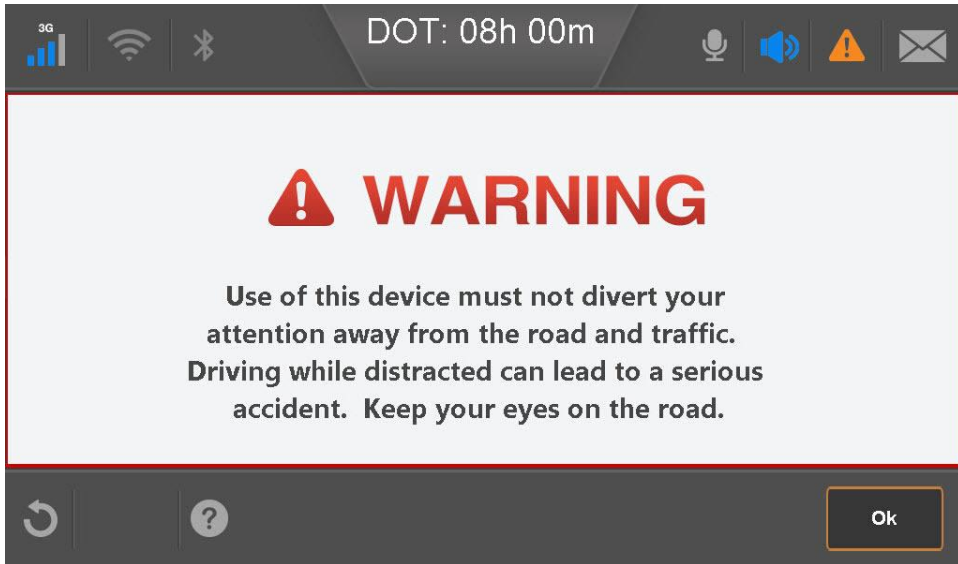 3G
DOT: 08h 00m
WARNING
Use of this device must not divert your
attention away from the road and traffic.
Driving while distracted can lead to a serious
accident.  Keep your eyes on the road.
Ok